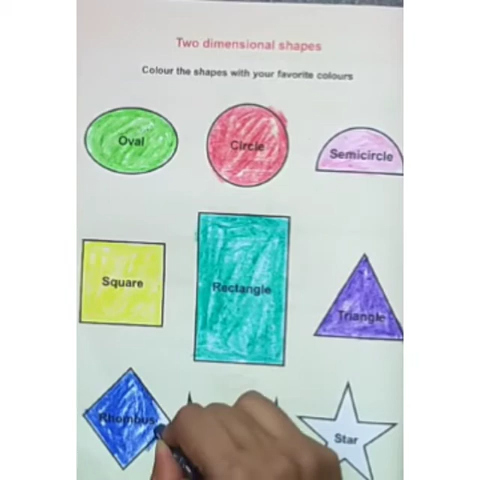 Two dimensional shapes
Colour the shapes with your favorite colours
Oval
Circle
Semicircle
Square
Rectangle
Triangle
Rhombus
Star